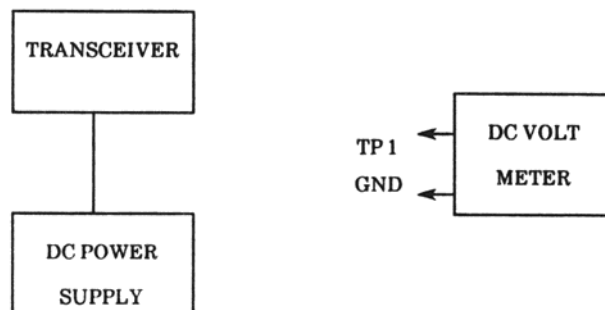 TRANSCEIVER
DC POWER
SUPPLY
TP 1
GND
DC VOLT
METER